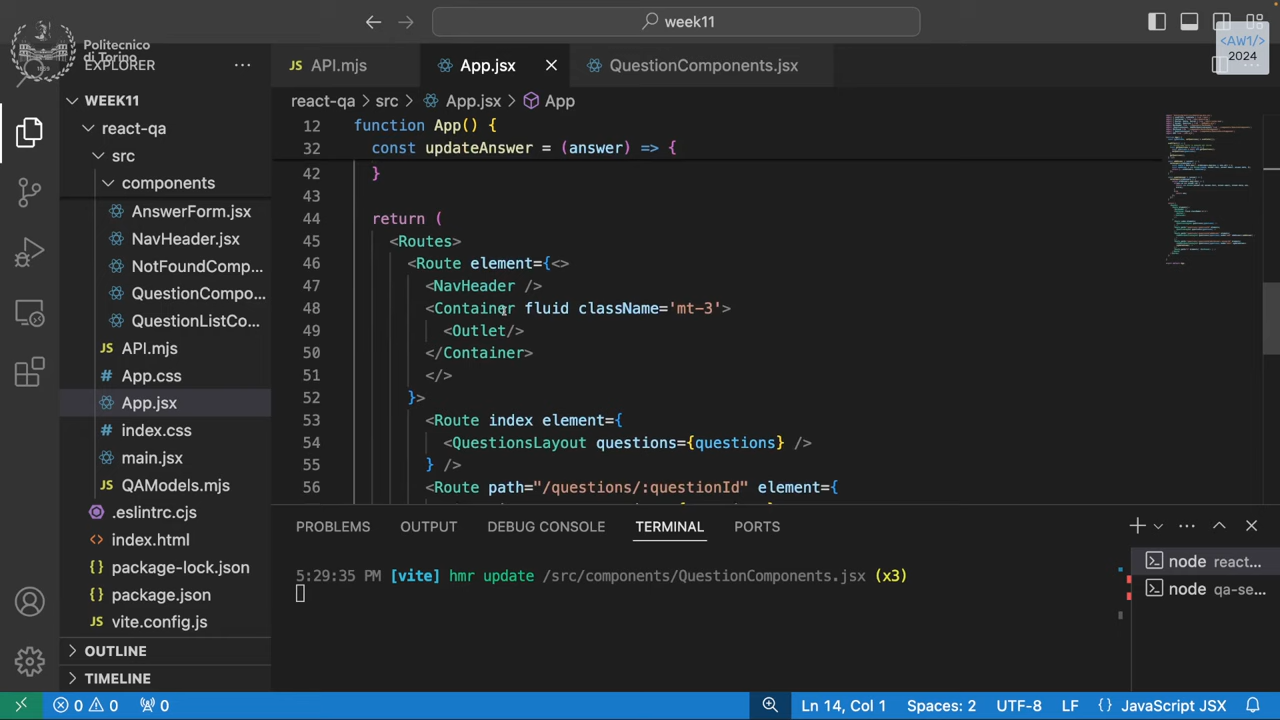 week11
Politecnico
di Torino
1859
<AW1/>
2024
EXPLORER
API.mjs
App.jsx
QuestionComponents.jsx
WEEK11
react-qa > src > App.jsx > App
react-qa
src
components
AnswerForm.jsx
NavHeader.jsx
NotFoundComp...
QuestionCompo...
QuestionListCo...
API.mjs
App.css
App.jsx
index.css
main.jsx
QAModels.mjs
.eslintrc.cjs
index.html
package-lock.json
package.json
vite.config.js
OUTLINE
TIMELINE
12 function App() {
32 const updateAnswer = (answer) => {
42 }
43
44 return (
45 <Routes>
46 <Route element={<>
47 <NavHeader />
48 <Container fluid className='mt-3'>
49 <Outlet/>
50 </Container>
51 </>
52 }>
53 <Route index element={
54 <QuestionsLayout questions={questions} />
55 } />
56 <Route path="/questions/:questionId" element={
PROBLEMS OUTPUT DEBUG CONSOLE TERMINAL PORTS
5:29:35 PM [vite] hmr update /src/components/QuestionComponents.jsx (x3)
node react...
node qa-se...
0 0 0 Ln 14, Col 1 Spaces: 2 UTF-8 LF {} JavaScript JSX